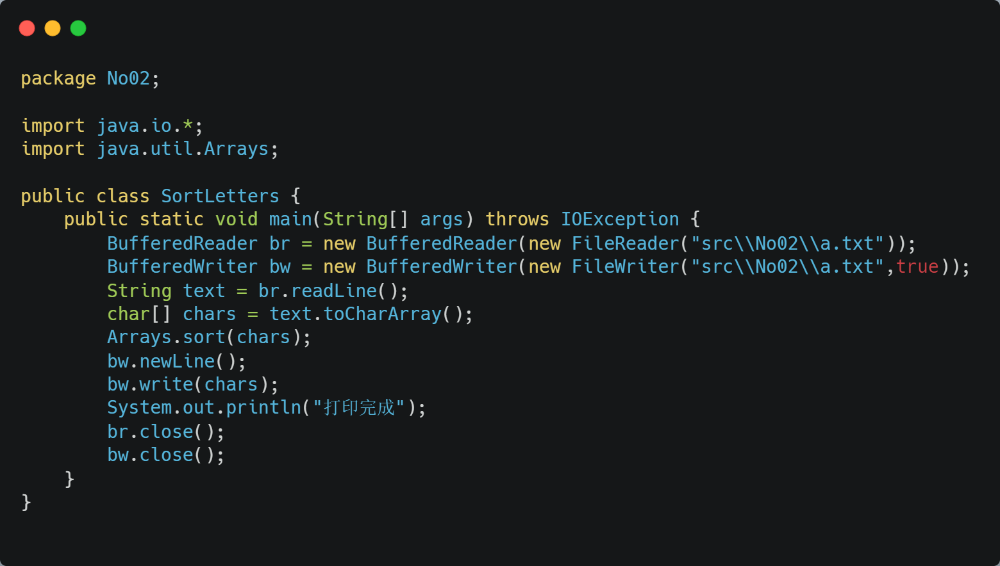 package No02;

import java.io.*;
import java.util.Arrays;

public class SortLetters {
    public static void main(String[] args) throws IOException {
        BufferedReader br = new BufferedReader(new FileReader("src\\No02\\a.txt"));
        BufferedWriter bw = new BufferedWriter(new FileWriter("src\\No02\\a.txt",true));
        String text = br.readLine();
        char[] chars = text.toCharArray();
        Arrays.sort(chars);
        bw.newLine();
        bw.write(chars);
        System.out.println("打印完成");
        br.close();
        bw.close();
    }
}